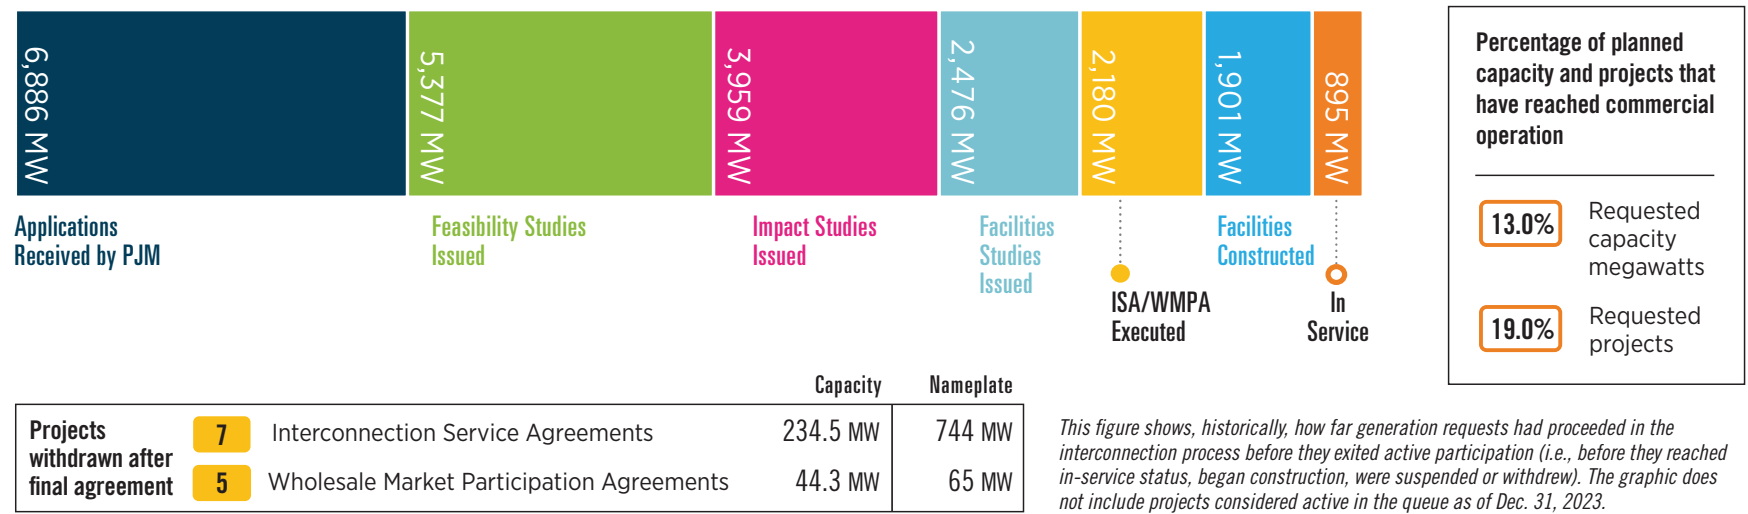 6,886 MW
5,377 MW
3,959 MW
2,476 MW
2,180 MW
1,901 MW
895 MW
Applications
Received by PJM
Feasibility Studies
Issued
Impact Studies
Issued
Facilities
Studies
Issued
ISA/WMPA
Executed
Facilities
Constructed
In
Service
Percentage of planned
capacity and projects that
have reached commercial
operation
13.0%
Requested
capacity
megawatts
19.0%
Requested
projects
Capacity
Nameplate
Projects
withdrawn after
final agreement
7 Interconnection Service Agreements 234.5 MW 744 MW
5 Wholesale Market Participation Agreements 44.3 MW 65 MW
This figure shows, historically, how far generation requests had proceeded in the
interconnection process before they exited active participation (i.e., before they reached
in-service status, began construction, were suspended or withdrew). The graphic does
not include projects considered active in the queue as of Dec. 31, 2023.